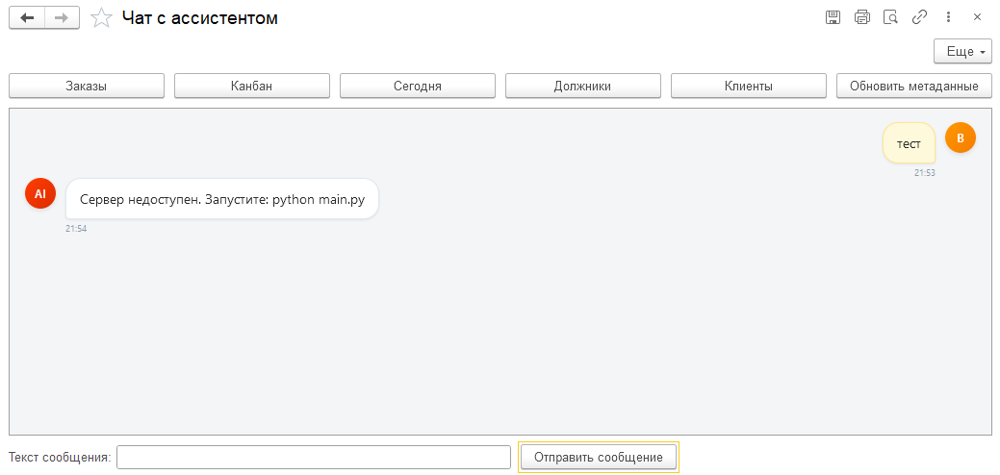 Чат с ассистентом
Еще
Заказы
Канбан
Сегодня
Должники
Клиенты
Обновить метаданные
тест
В
21:53
AI
Сервер недоступен. Запустите: python main.py
21:54
Текст сообщения:
Отправить сообщение